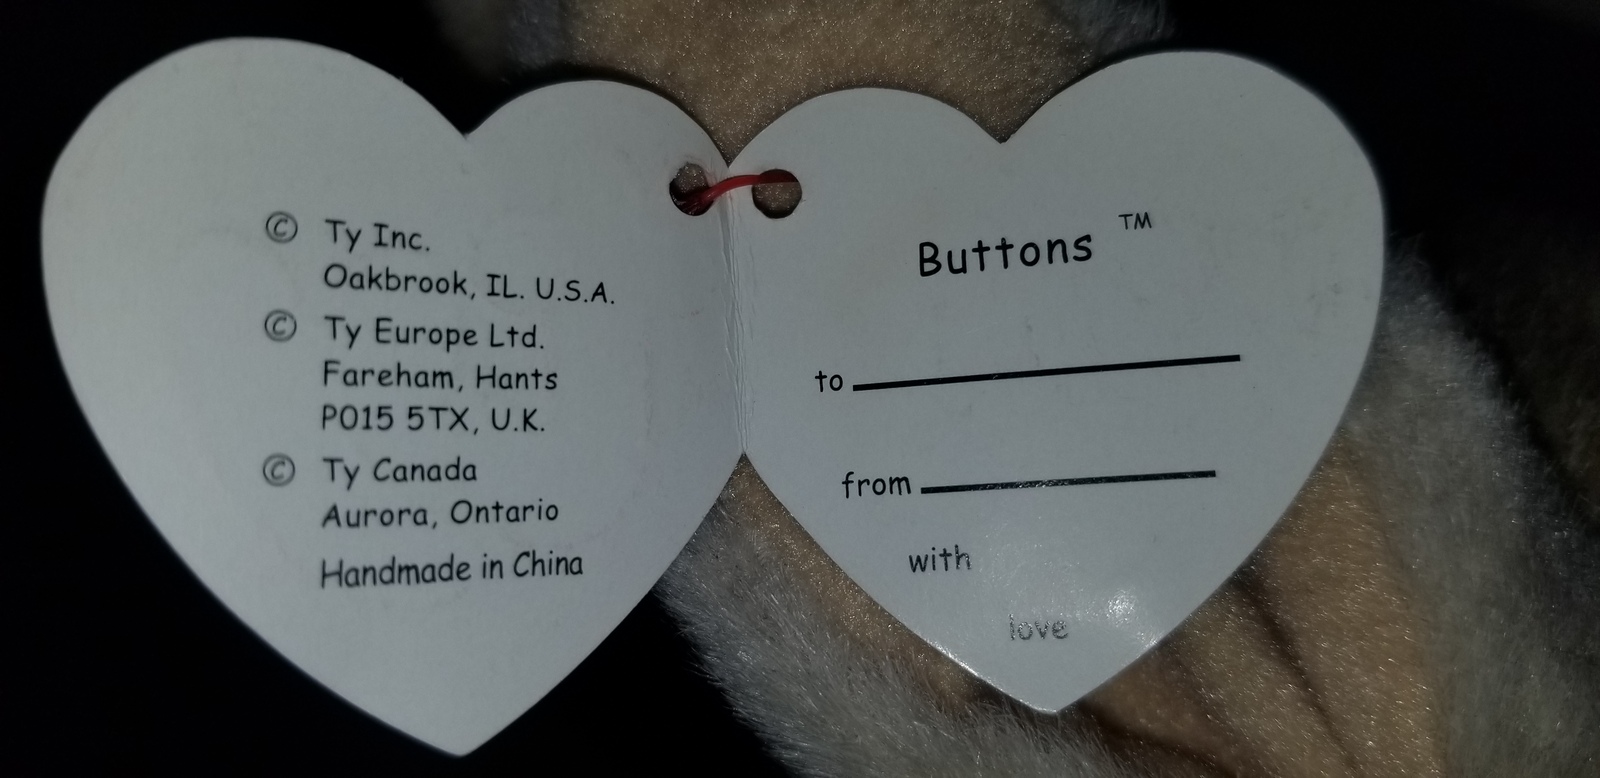 © Ty Inc.
Oakbrook, IL. U.S.A.
© Ty Europe Ltd.
Fareham, Hants
PO15 5TX, U.K.
© Ty Canada
Aurora, Ontario
Handmade in China
Buttons ™
to
from
with
love